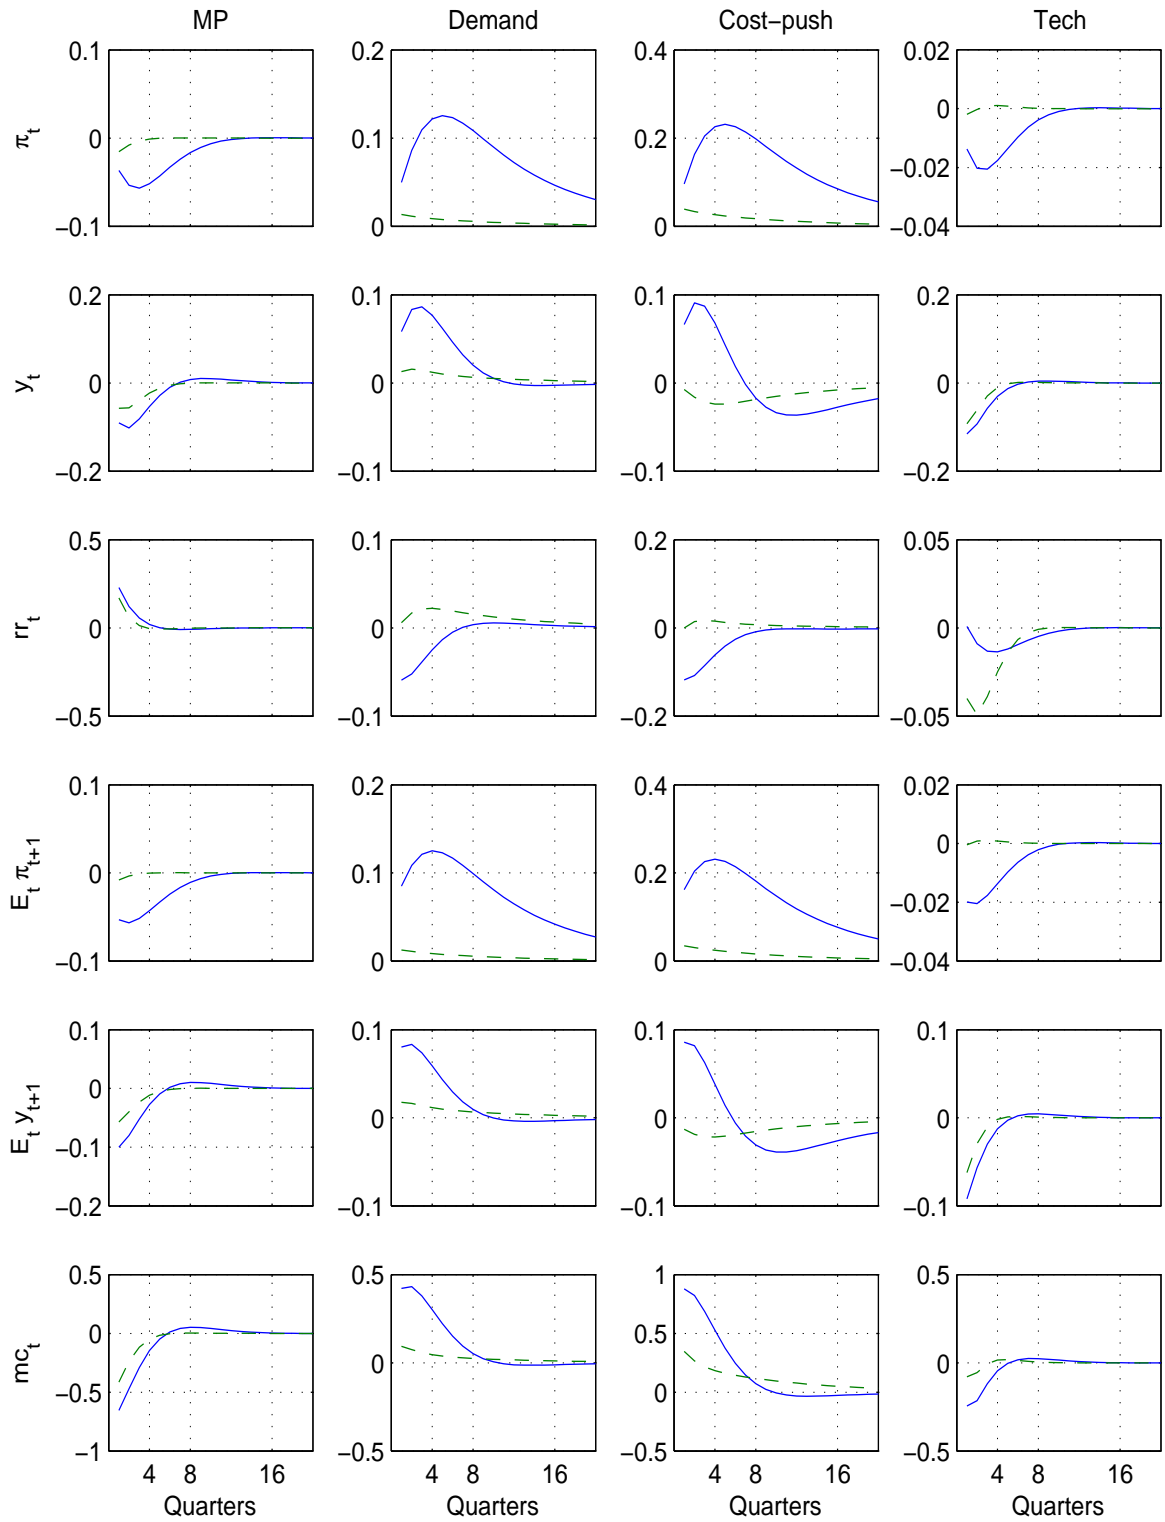 MP Demand Cost−push Tech
0.1 0.2 0.4 0.02
π_t 0 0.1 0.2 0
−0.02
−0.1 0 0 −0.04
0.2 0.1 0.1 0.2
y_t 0 0 0 0
−0.2 −0.1 −0.1 −0.2
0.5 0.1 0.2 0.05
rr_t 0 0 0 0
−0.5 −0.1 −0.2 −0.05
0.1 0.2 0.4 0.02
E_t π_{t+1} 0 0.1 0.2 0
−0.02
−0.1 0 0 −0.04
0.1 0.1 0.1 0.1
E_t y_{t+1} 0 0 0 0
−0.1
−0.2 −0.1 −0.1 −0.1
0.5 0.5 1 0.5
mc_t 0 0 0.5 0
−0.5 0
−1 −0.5 −0.5 −0.5
4 8 16 4 8 16 4 8 16 4 8 16
Quarters Quarters Quarters Quarters